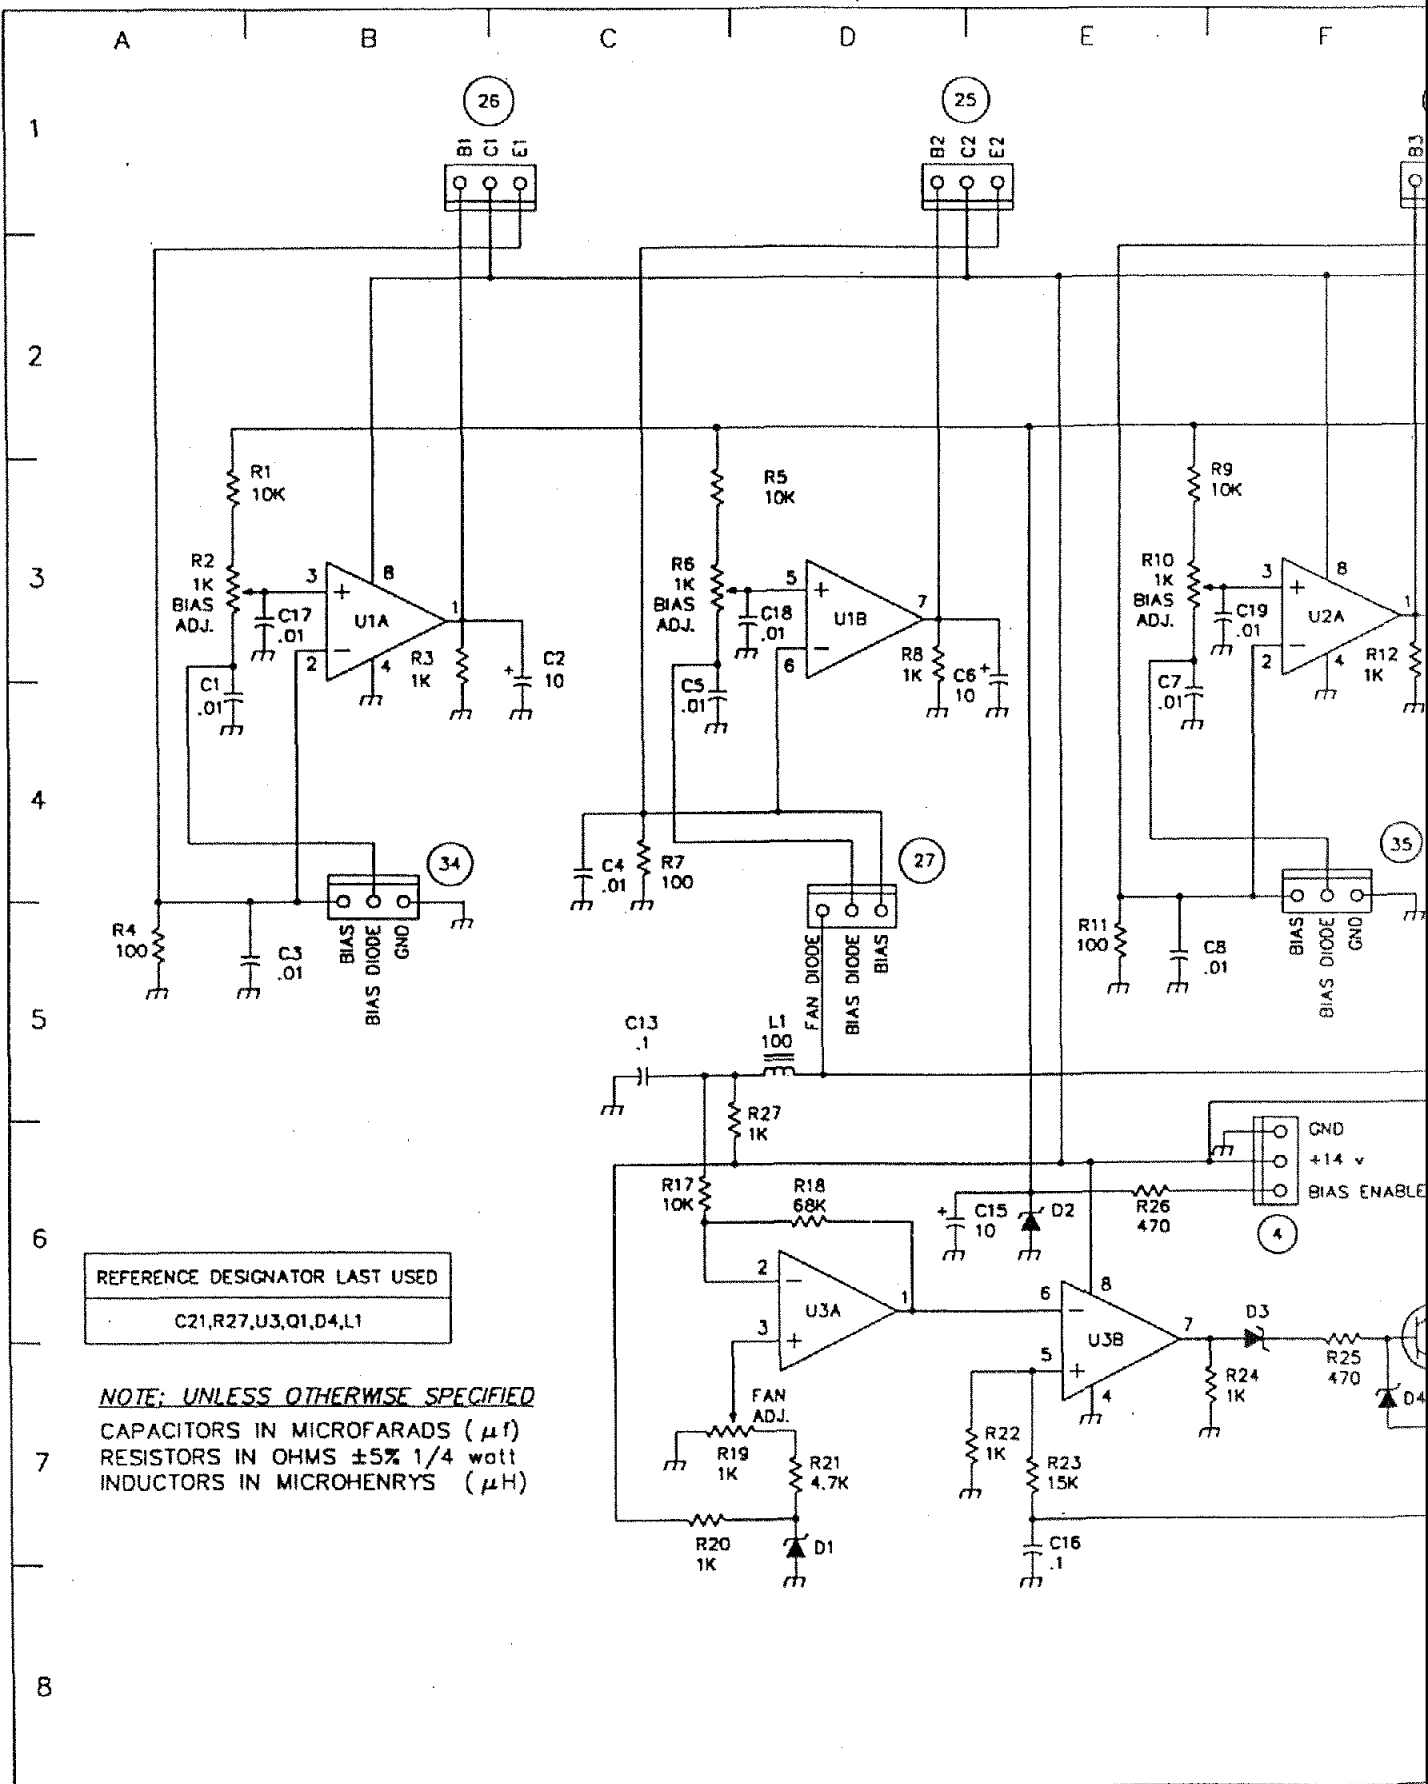 A B C D E F
1
2
3
4
5
6
7
8
26
B1 C1 E1
25
B2 C2 E2
B3
R1
10K
R2
1K
BIAS
ADJ.
C17
.01
3
2
8
4
1
U1A
R3
1K
C2
10
+
C1
.01
34
BIAS
BIAS DIODE
GND
R4
100
C3
.01
R5
10K
R6
1K
BIAS
ADJ.
C18
.01
5
6
7
U1B
R8
1K
C6
10
+
C5
.01
C4
.01
R7
100
27
FAN DIODE
BIAS DIODE
BIAS
R9
10K
R10
1K
BIAS
ADJ.
C19
.01
3
2
8
4
1
U2A
R12
1K
C7
.01
35
BIAS
BIAS DIODE
GND
R11
100
C8
.01
C13
.1
L1
100
R27
1K
R17
10K
R18
68K
+
C15
10
D2
R26
470
GND
+14 v
BIAS ENABLE
4
2
3
1
U3A
FAN
ADJ.
R19
1K
R21
4.7K
R20
1K
D1
6
5
8
4
7
U3B
R22
1K
R23
15K
C16
.1
D3
R24
1K
R25
470
D4
REFERENCE DESIGNATOR LAST USED
C21,R27,U3,Q1,D4,L1
NOTE; UNLESS OTHERWISE SPECIFIED
CAPACITORS IN MICROFARADS (μf)
RESISTORS IN OHMS ±5% 1/4 watt
INDUCTORS IN MICROHENRYS (μH)